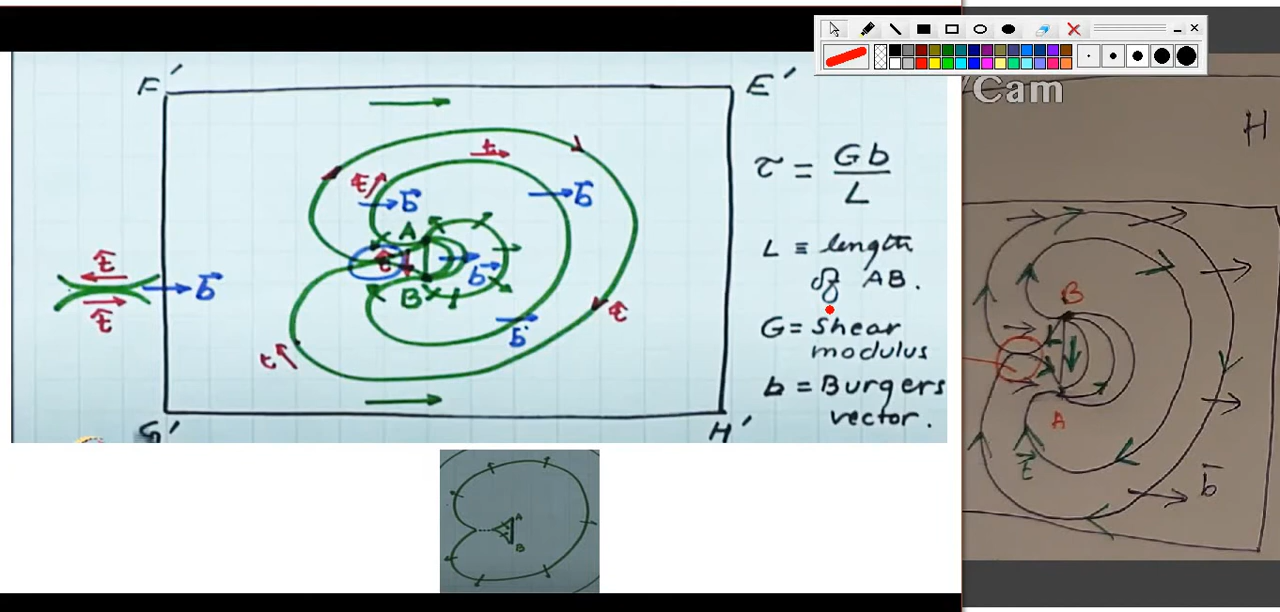 F'
E'
/Cam
H
t
τ = Gb
L
t
b
b
A
L ≡ length
of AB.
t
b
t
b
B
B
G = Shear
modulus
t
t
b
t
b = Burgers
vector.
A
t
b
G'
H'
A
B